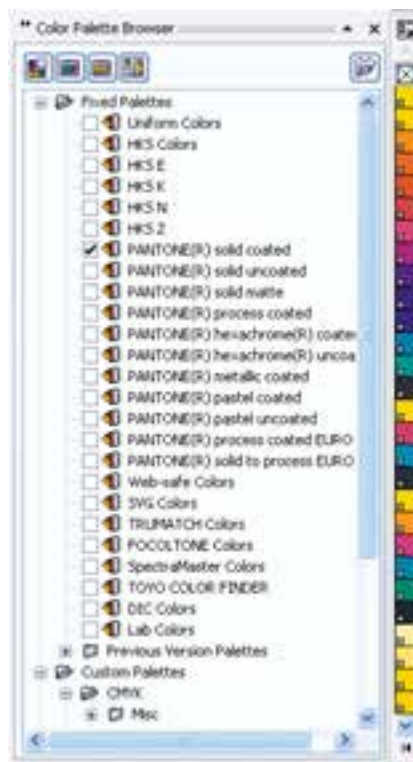 Color Palette Browser
Fixed Palettes
Uniform Colors
HKS Colors
HKS E
HKS K
HKS N
HKS Z
PANTONE(R) solid coated
PANTONE(R) solid uncoated
PANTONE(R) solid matte
PANTONE(R) process coated
PANTONE(R) hexachrome(R) coate
PANTONE(R) hexachrome(R) uncoa
PANTONE(R) metallic coated
PANTONE(R) pastel coated
PANTONE(R) pastel uncoated
PANTONE(R) process coated EURO
PANTONE(R) solid to process EURO
Web-safe Colors
SVG Colors
TRUMATCH Colors
FOCOLTONE Colors
SpectraMaster Colors
TOYO COLOR FINDER
DIC Colors
Lab Colors
Previous Version Palettes
Custom Palettes
CMYK
Misc